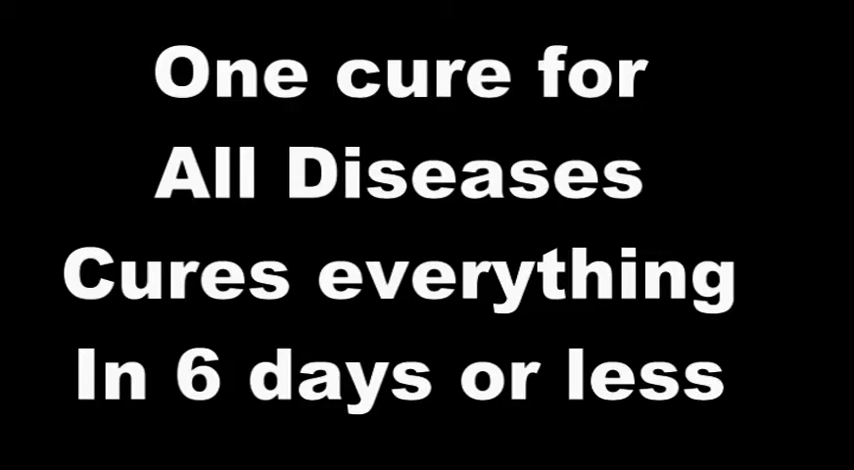 One cure for
All Diseases
Cures everything
In 6 days or less